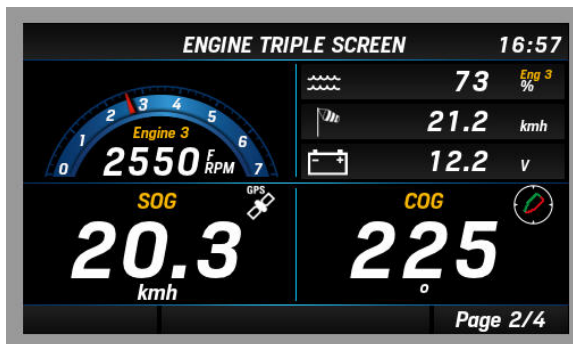 ENGINE TRIPLE SCREEN 16:57
0 1 2 3 4 5 6 7
Engine 3
2550 F RPM
73 Eng 3 %
21.2 kmh
12.2 V
SOG GPS
20.3
kmh
COG
225
°
Page 2/4